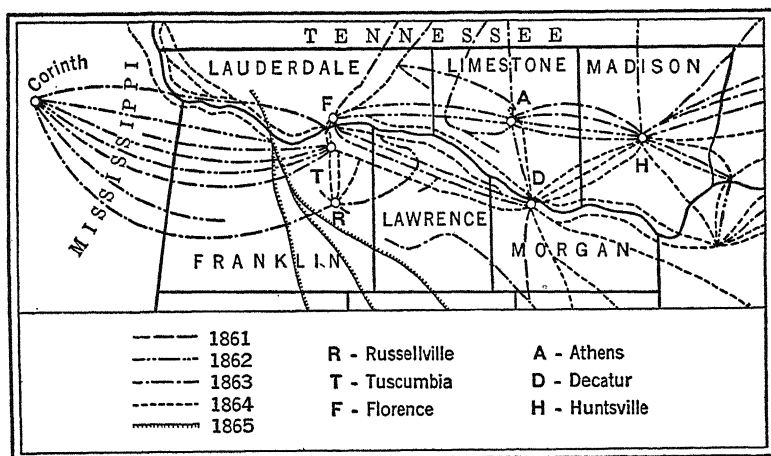 TENNESSEE
Corinth
MISSISSIPPI
LAUDERDALE
LIMESTONE
MADISON
F
A
T
H
D
R
LAWRENCE
FRANKLIN
MORGAN
1861
1862
1863
1864
1865
R - Russellville
T - Tuscumbia
F - Florence
A - Athens
D - Decatur
H - Huntsville